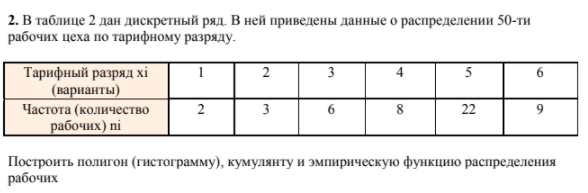 2. В таблице 2 дан дискретный ряд. В ней приведены данные о распределении 50-ти
рабочих цеха по тарифному разряду.
Тарифный разряд xi 1 2 3 4 5 6
(варианты)
Частота (количество 2 3 6 8 22 9
рабочих) ni
Построить полигон (гистограмму), кумулянту и эмпирическую функцию распределения
рабочих